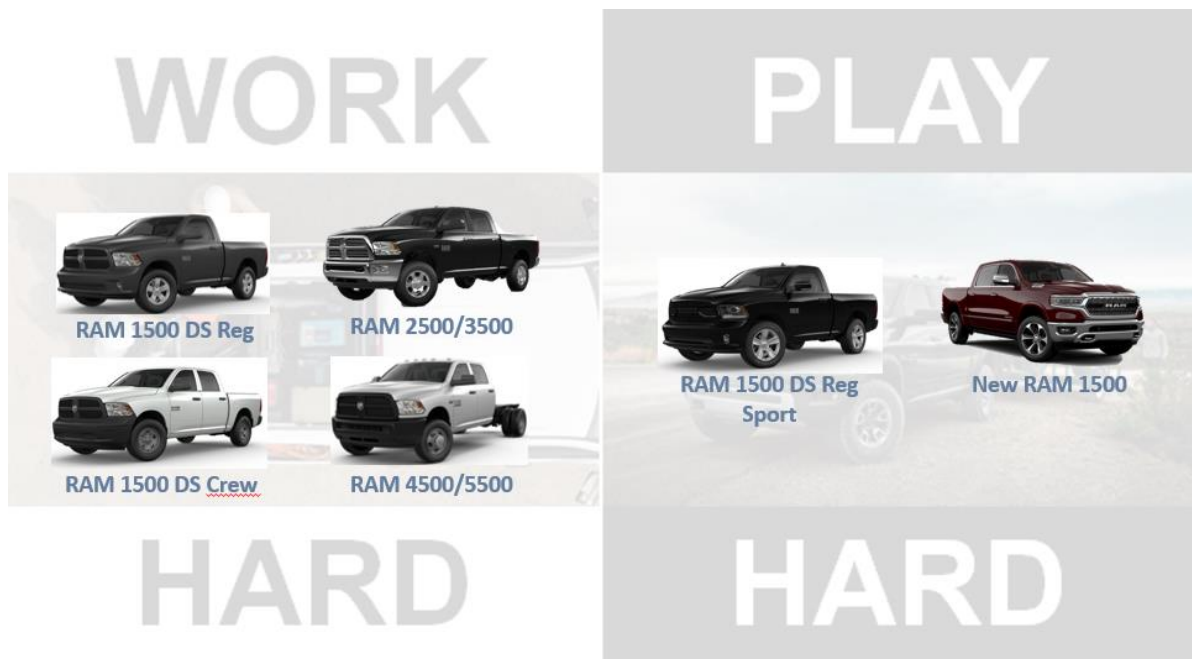 WORK
RAM 1500 DS Reg
RAM 2500/3500
RAM 1500 DS Crew
RAM 4500/5500
HARD
PLAY
RAM 1500 DS Reg
Sport
New RAM 1500
HARD